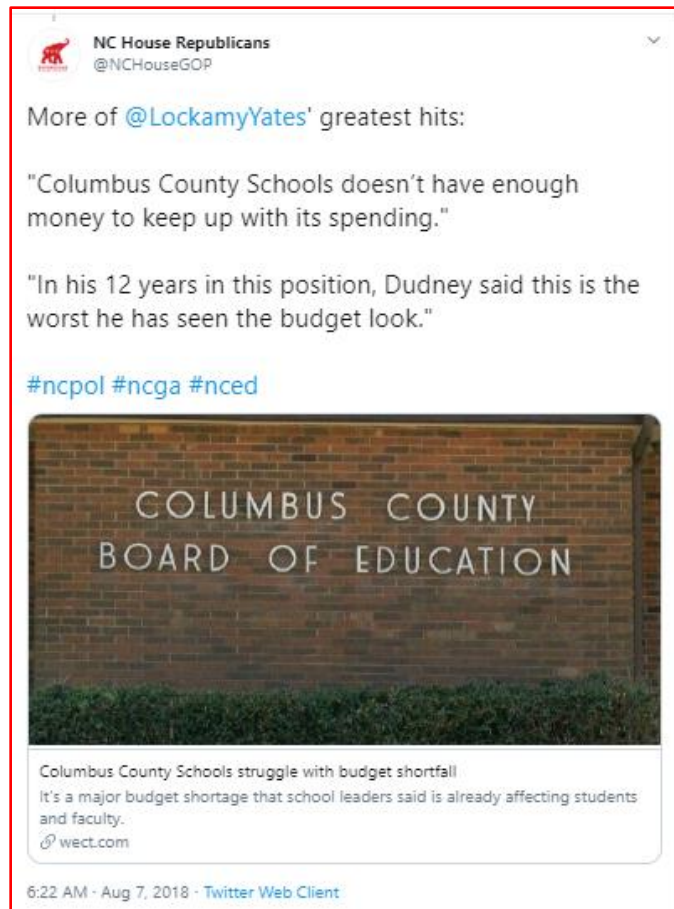 NC House Republicans
@NCHouseGOP
More of @LockamyYates' greatest hits:
"Columbus County Schools doesn’t have enough
money to keep up with its spending."
"In his 12 years in this position, Dudney said this is the
worst he has seen the budget look."
#ncpol #ncga #nced
COLUMBUS COUNTY
BOARD OF EDUCATION
Columbus County Schools struggle with budget shortfall
It's a major budget shortage that school leaders said is already affecting students
and faculty.
wect.com
6:22 AM · Aug 7, 2018 · Twitter Web Client